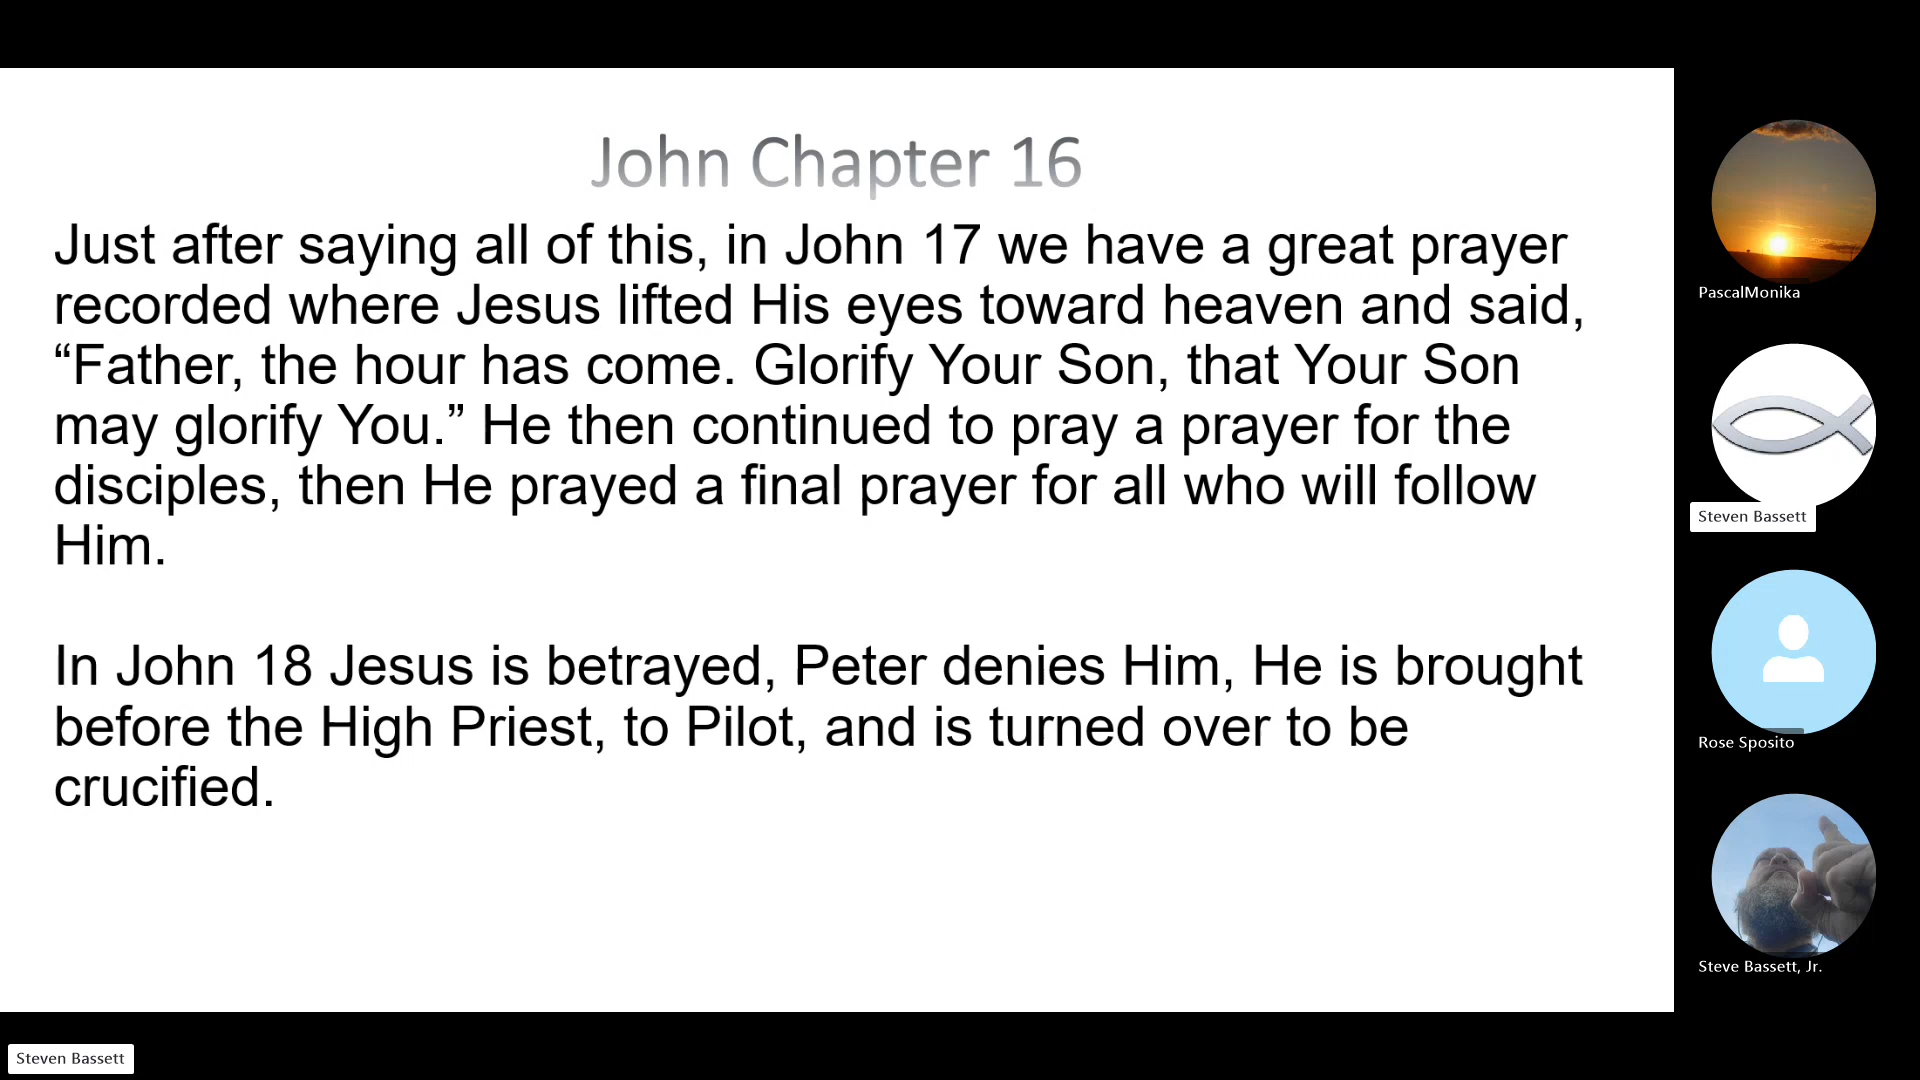 John Chapter 16
Just after saying all of this, in John 17 we have a great prayer
recorded where Jesus lifted His eyes toward heaven and said,
“Father, the hour has come. Glorify Your Son, that Your Son
may glorify You.” He then continued to pray a prayer for the
disciples, then He prayed a final prayer for all who will follow
Him.
In John 18 Jesus is betrayed, Peter denies Him, He is brought
before the High Priest, to Pilot, and is turned over to be
crucified.
PascalMonika
Steven Bassett
Rose Sposito
Steve Bassett, Jr.
Steven Bassett